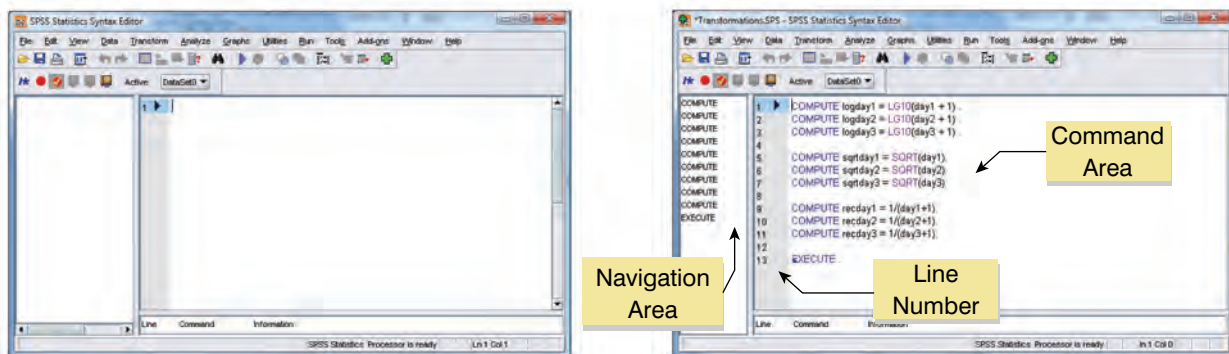 SPSS Statistics Syntax Editor
File Edit View Data Transform Analyze Graphs Utilities Run Tools Add-ons Window Help
Active: DataSet0
1
Line Command Information
SPSS Statistics Processor is ready Ln 1 Col 1
*Transformations.SPS - SPSS Statistics Syntax Editor
File Edit View Data Transform Analyze Graphs Utilities Run Tools Add-ons Window Help
Active: DataSet0
COMPUTE
COMPUTE
COMPUTE
COMPUTE
COMPUTE
COMPUTE
COMPUTE
COMPUTE
COMPUTE
EXECUTE
1 COMPUTE logday1 = LG10(day1 + 1) .
2 COMPUTE logday2 = LG10(day2 + 1) .
3 COMPUTE logday3 = LG10(day3 + 1) .
4
5 COMPUTE sqrtday1 = SQRT(day1).
6 COMPUTE sqrtday2 = SQRT(day2).
7 COMPUTE sqrtday3 = SQRT(day3).
8
9 COMPUTE recday1 = 1/(day1+1).
10 COMPUTE recday2 = 1/(day2+1).
11 COMPUTE recday3 = 1/(day3+1).
12
13 EXECUTE .
Command
Area
Navigation
Area
Line
Number
Line Command Information
SPSS Statistics Processor is ready In 1 Col 0